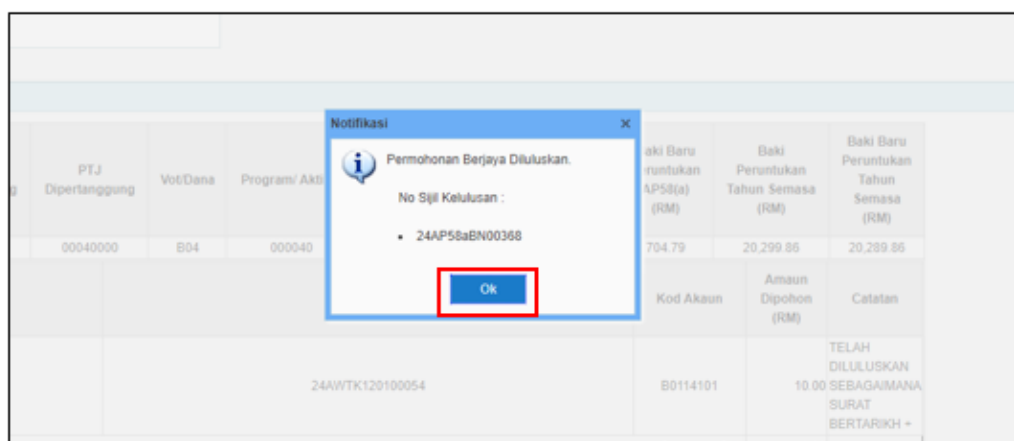 Notifikasi
Permohonan Berjaya Diluluskan.
No Sijil Kelulusan :
• 24AP58aBN00368
Ok
PTJ
Dipertanggung
Vot/Dana
Program/ Akti
Baki Baru
Peruntukan
AP58(a)
(RM)
Baki
Peruntukan
Tahun Semasa
(RM)
Baki Baru
Peruntukan
Tahun
Semasa
(RM)
00040000
B04
000040
704.79
20,299.86
20,289.86
Kod Akaun
Amaun
Dipohon
(RM)
Catatan
24AWTK120100054
B0114101
10.00
TELAH
DILULUSKAN
SEBAGAIMANA
SURAT
BERTARIKH -